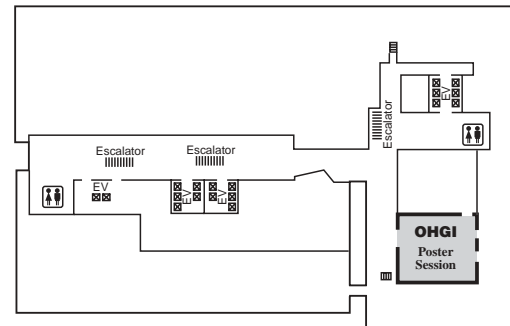 EV
Escalator
Escalator
Escalator
EV
EV
EV
OHGI
Poster
Session